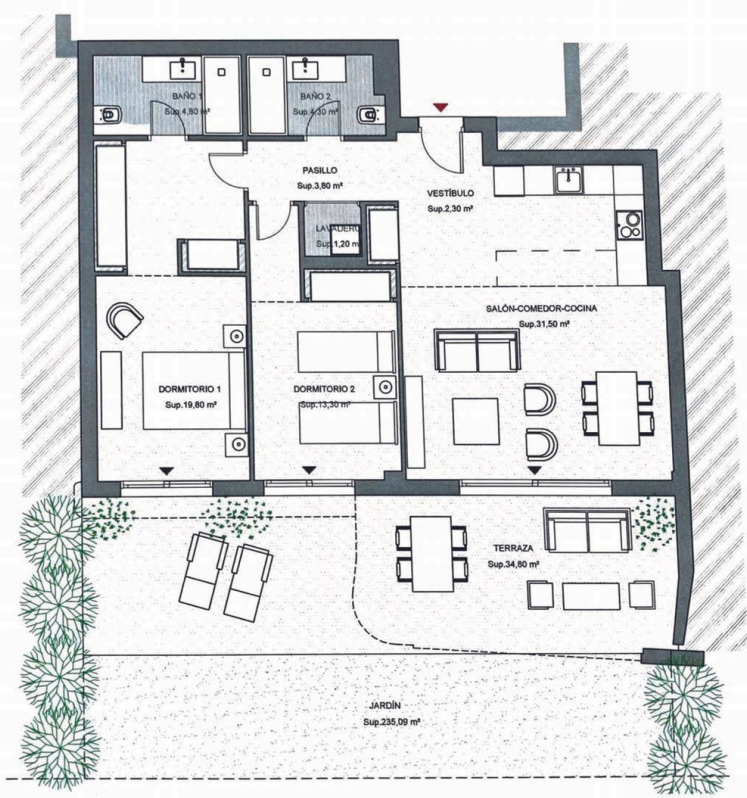 BAÑO 1
Sup.4,80 m²
BAÑO 2
Sup.4,30 m²
PASILLO
Sup.3,80 m²
VESTÍBULO
Sup.2,30 m²
LAVADERO
Sup.1,20 m
SALÓN-COMEDOR-COCINA
Sup.31,50 m²
DORMITORIO 1
Sup.19,80 m²
DORMITORIO 2
Sup.13,30 m²
TERRAZA
Sup.34,80 m²
JARDÍN
Sup.235,09 m²